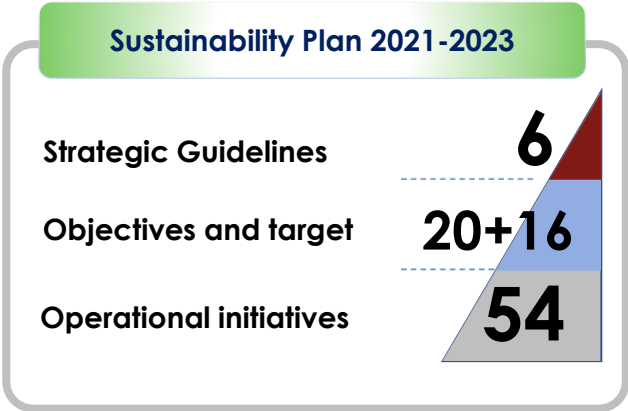 Sustainability Plan 2021-2023
Strategic Guidelines 6
Objectives and target 20+16
Operational initiatives 54